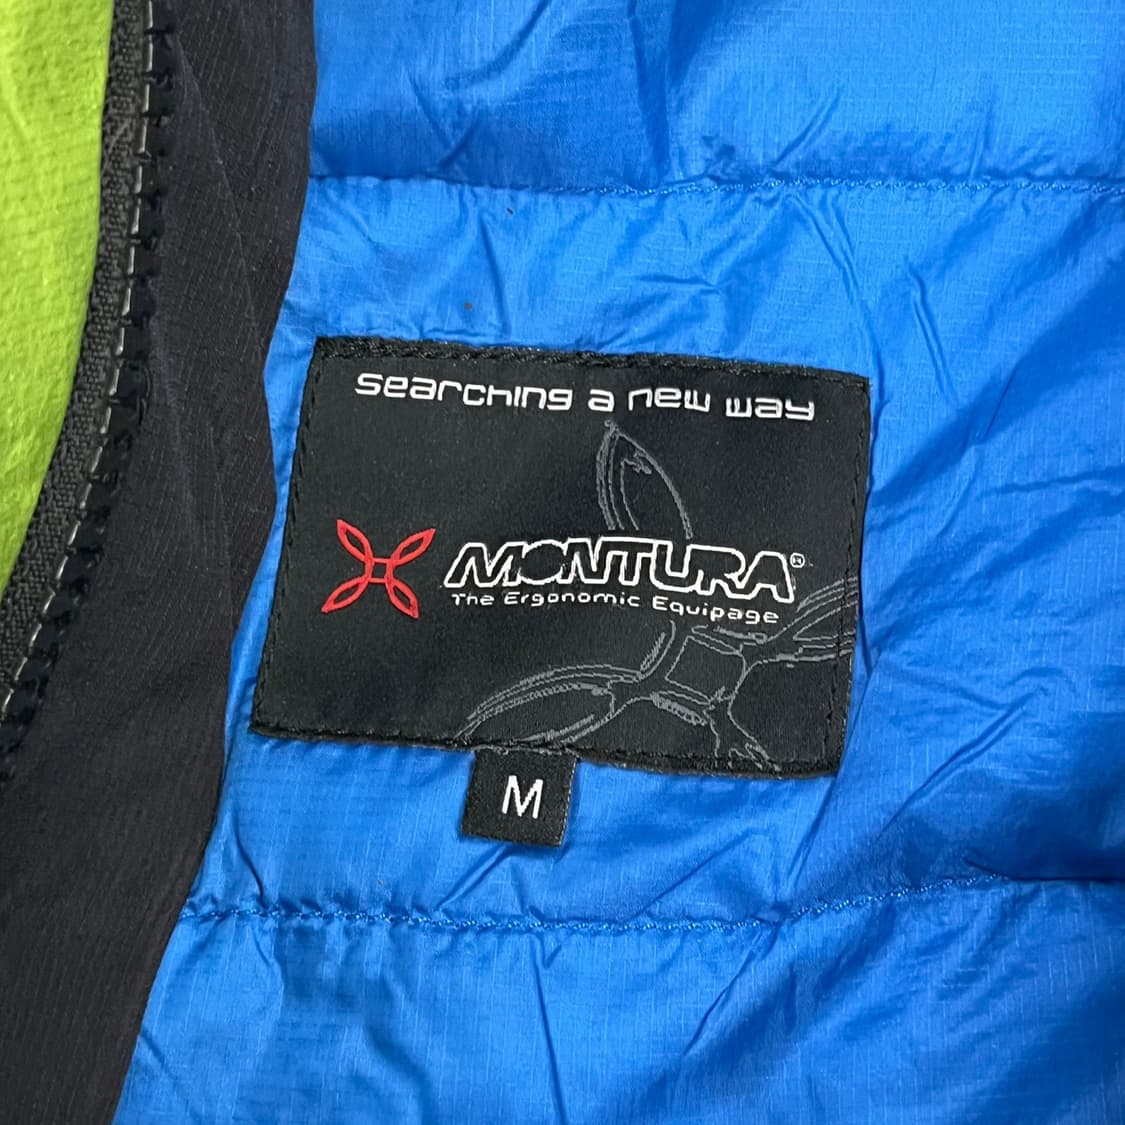 searching a new way
MONTURA®
The Ergonomic Equipage
M